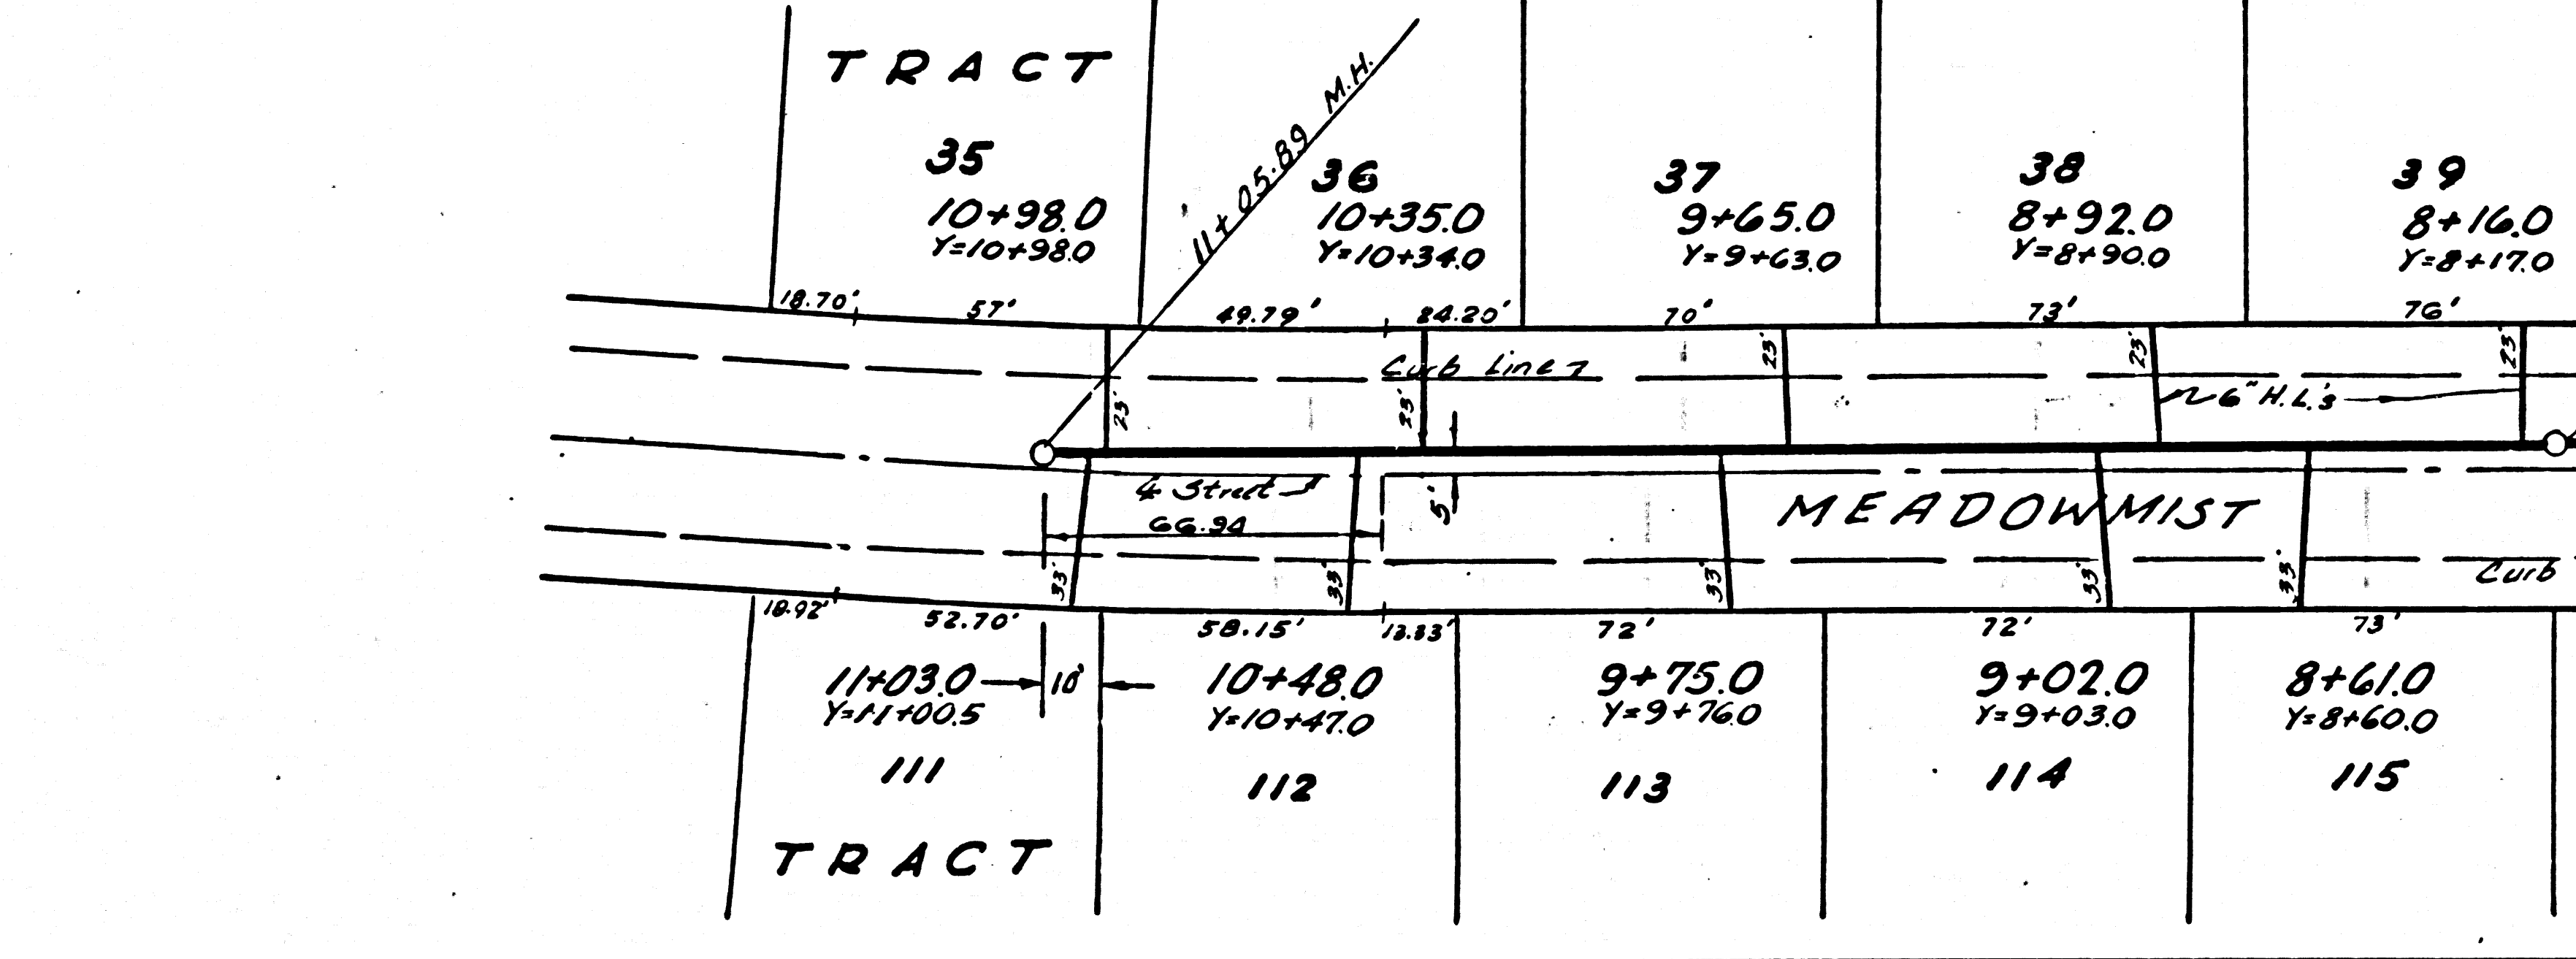 TRACT
35
10+98.0
Y=10+98.0
11+05.89 M.H.
36
10+35.0
Y=10+34.0
37
9+65.0
Y=9+63.0
38
8+92.0
Y=8+90.0
39
8+16.0
Y=8+17.0
18.70'
57'
49.79'
24.20'
70'
73'
76'
Curb Line
23'
23'
23'
23'
23'
6" H.L.'s
℄ Street
66.94
5'
MEADOWMIST
33'
33'
33'
33'
33'
Curb
18.92'
52.70'
58.15'
13.83'
72'
72'
73'
11+03.0
Y=11+00.5
111
10'
10+48.0
Y=10+47.0
112
9+75.0
Y=9+76.0
113
9+02.0
Y=9+03.0
114
8+61.0
Y=8+60.0
115
TRACT